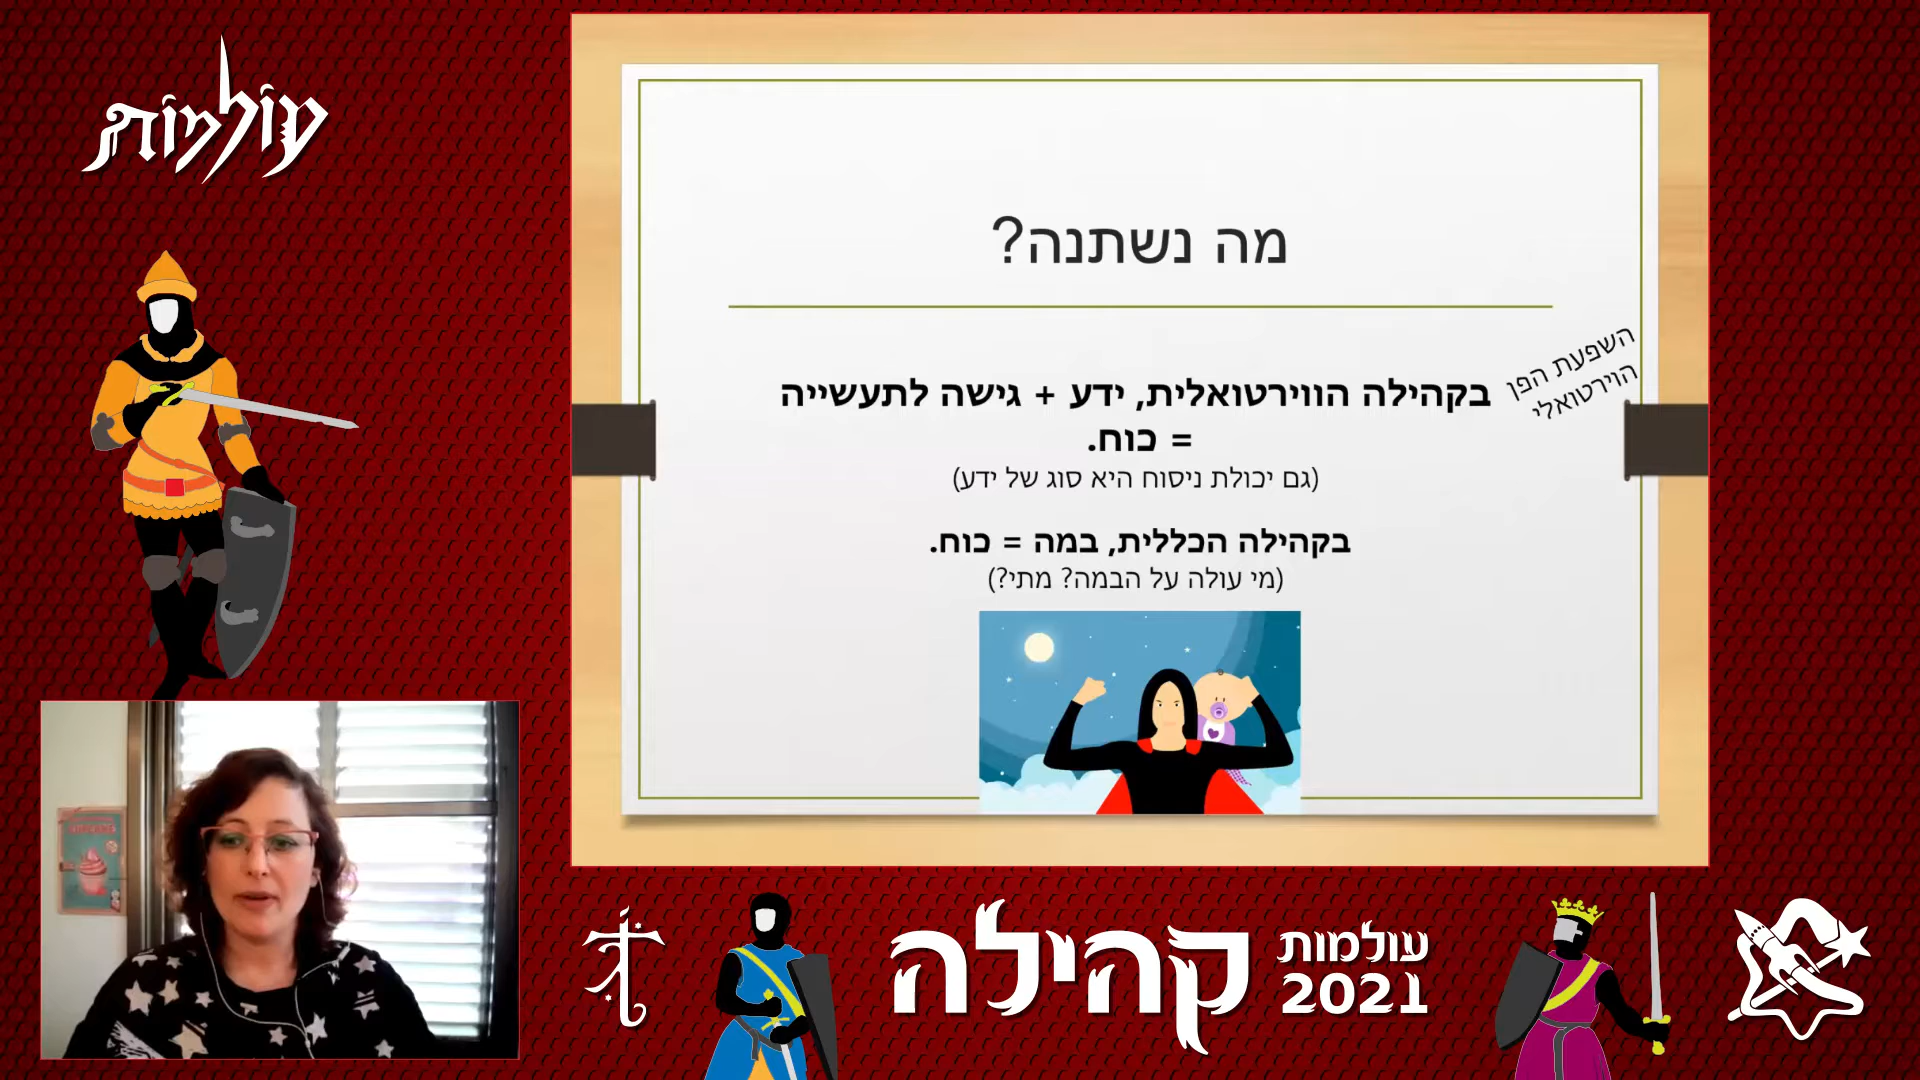 עולמות
מה נשתנה?
השפעת הפן
הוירטואלי
בקהילה הווירטואלית, ידע + גישה לתעשייה
= כוח.
(גם יכולת ניסוח היא סוג של ידע)
בקהילה הכללית, במה = כוח.
(מי עולה על הבמה? מתי?)
קהילה
עולמות
2021